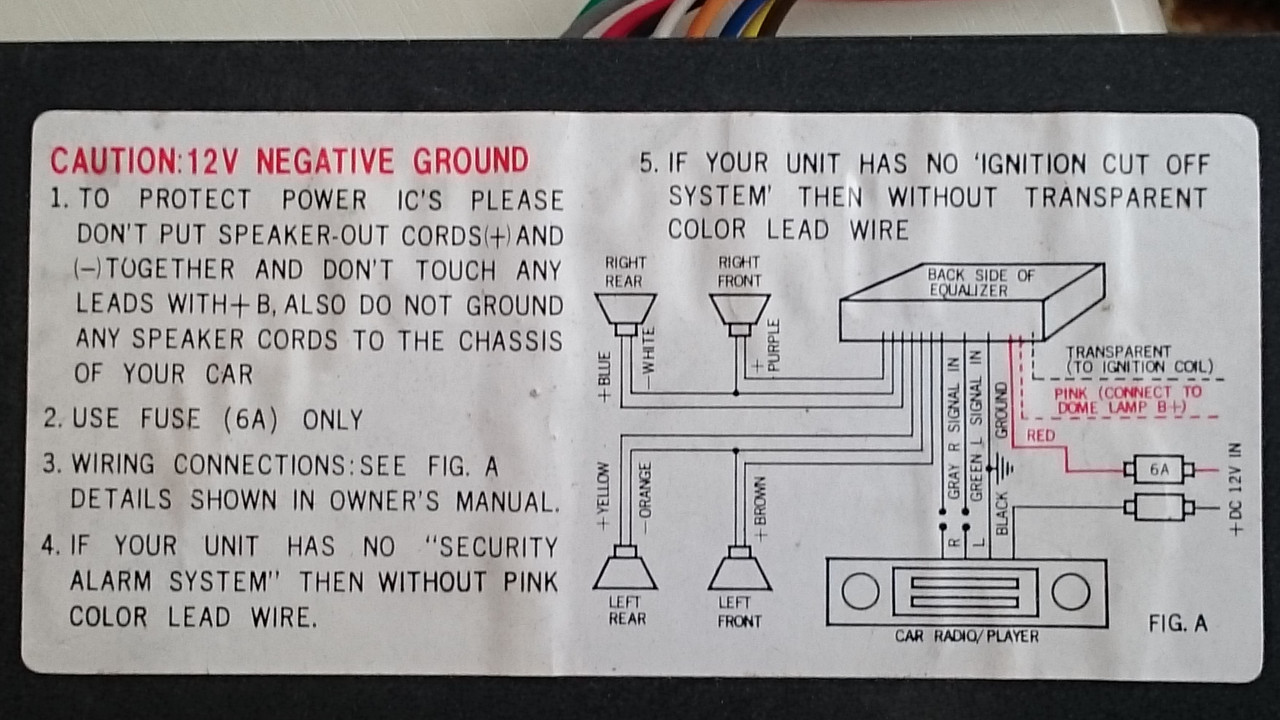 CAUTION:12V NEGATIVE GROUND
1. TO PROTECT POWER IC'S PLEASE
DON'T PUT SPEAKER-OUT CORDS(+)AND
(-)TOGETHER AND DON'T TOUCH ANY
LEADS WITH+B, ALSO DO NOT GROUND
ANY SPEAKER CORDS TO THE CHASSIS
OF YOUR CAR
2. USE FUSE (6A) ONLY
3. WIRING CONNECTIONS:SEE FIG. A
DETAILS SHOWN IN OWNER'S MANUAL.
4. IF YOUR UNIT HAS NO "SECURITY
ALARM SYSTEM" THEN WITHOUT PINK
COLOR LEAD WIRE.
5. IF YOUR UNIT HAS NO 'IGNITION CUT OFF
SYSTEM' THEN WITHOUT TRANSPARENT
COLOR LEAD WIRE
RIGHT
REAR
RIGHT
FRONT
BACK SIDE OF
EQUALIZER
+BLUE
-WHITE
+PURPLE
TRANSPARENT
(TO IGNITION COIL)
PINK (CONNECT TO
DOME LAMP B+)
RED
GRAY R SIGNAL IN
GREEN L SIGNAL IN
GROUND
BLACK
+YELLOW
-ORANGE
+BROWN
R
L
6A
+DC 12V IN
LEFT
REAR
LEFT
FRONT
CAR RADIO/PLAYER
FIG. A